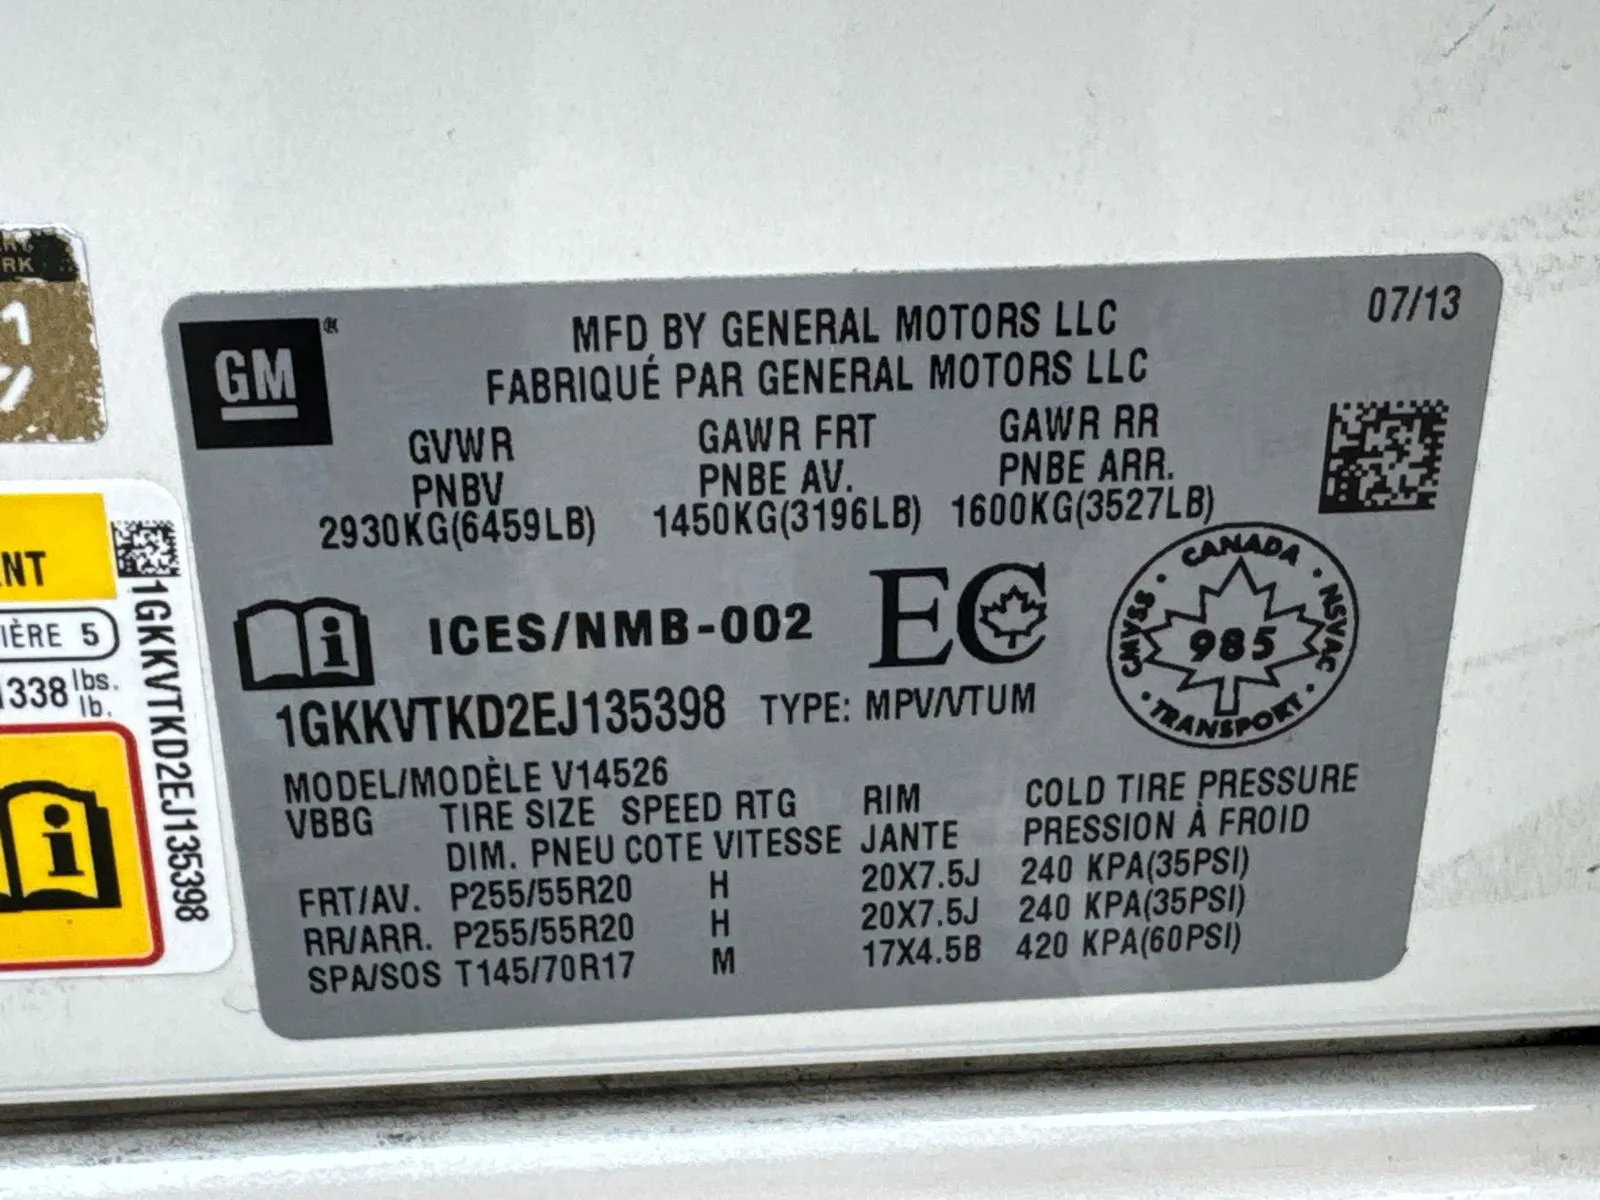 RK
1
NT
IÈRE 5
1338 lbs.
lb.
1GKKVTKD2EJ135398
GM
®
MFD BY GENERAL MOTORS LLC
07/13
FABRIQUÉ PAR GENERAL MOTORS LLC
GVWR GAWR FRT GAWR RR
PNBV PNBE AV. PNBE ARR.
2930KG(6459LB) 1450KG(3196LB) 1600KG(3527LB)
i ICES/NMB-002 EC
CANADA · NSVAC · TRANSPORT · CMVSS ·
985
1GKKVTKD2EJ135398 TYPE: MPV/VTUM
MODEL/MODÈLE V14526
VBBG TIRE SIZE SPEED RTG RIM COLD TIRE PRESSURE
DIM. PNEU COTE VITESSE JANTE PRESSION À FROID
FRT/AV. P255/55R20 H 20X7.5J 240 KPA(35PSI)
RR/ARR. P255/55R20 H 20X7.5J 240 KPA(35PSI)
SPA/SOS T145/70R17 M 17X4.5B 420 KPA(60PSI)
i